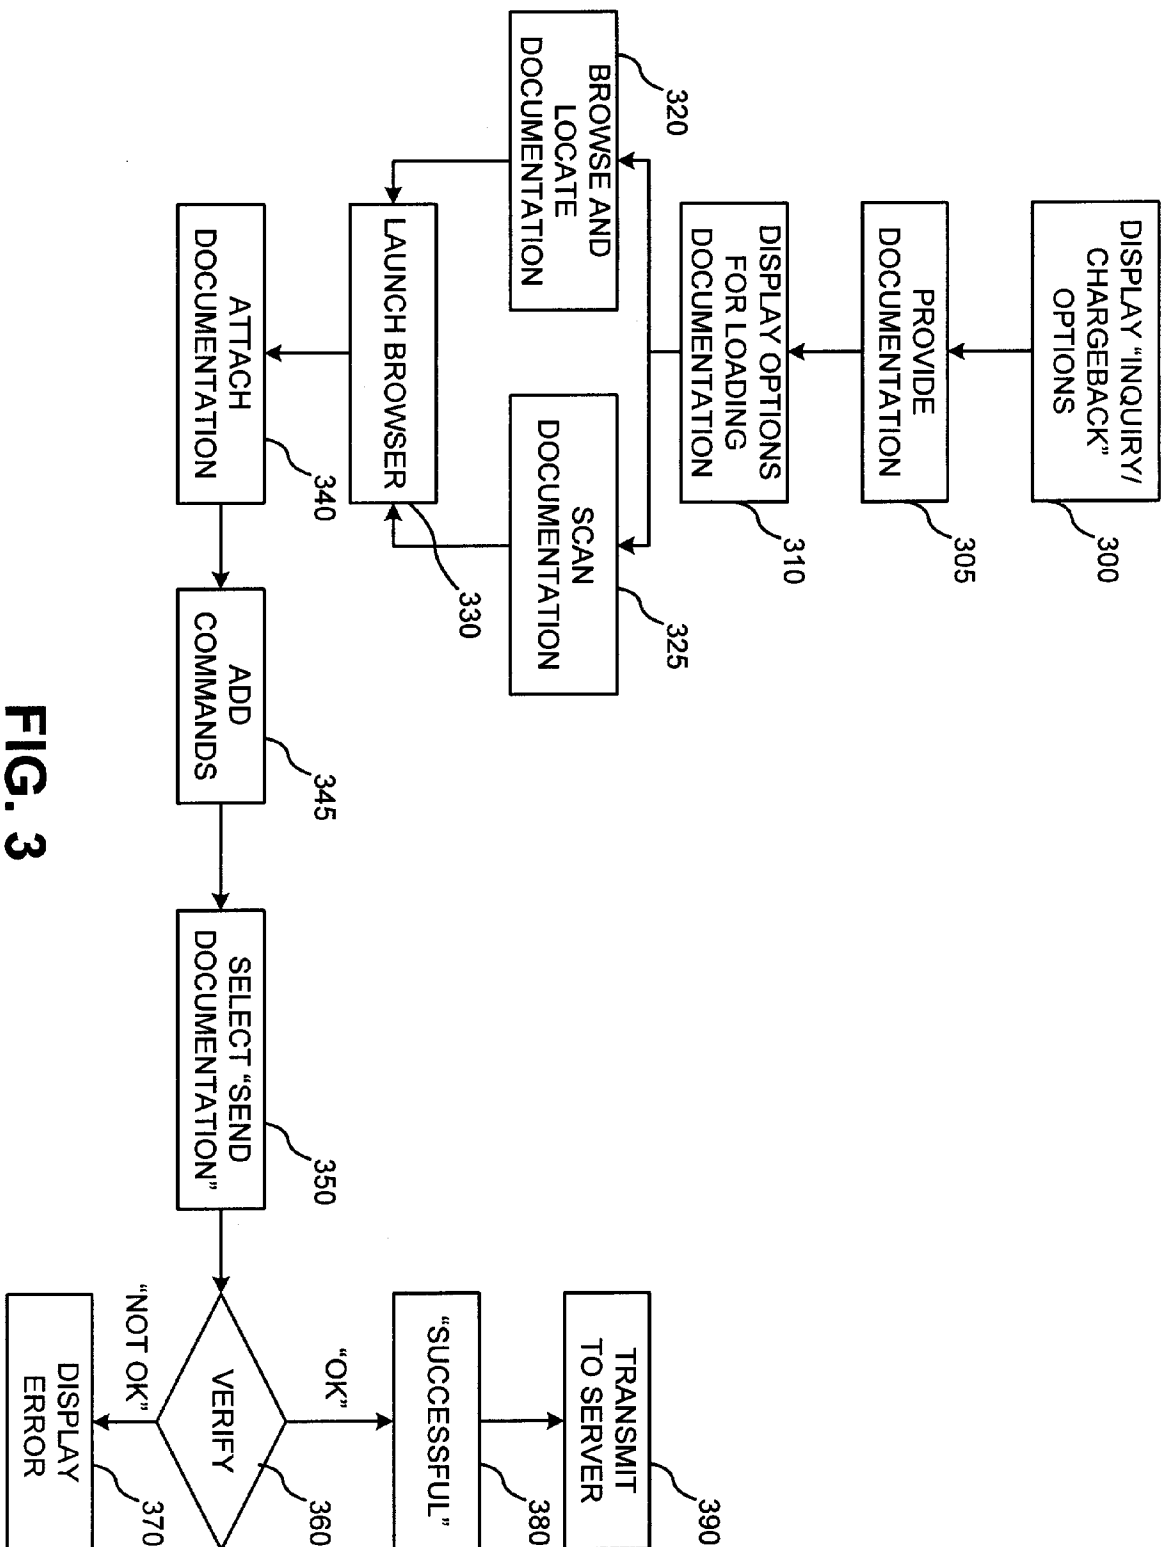 DISPLAY "INQUIRY/
CHARGEBACK"
OPTIONS
300
PROVIDE
DOCUMENTATION
305
DISPLAY OPTIONS
FOR LOADING
DOCUMENTATION
310
BROWSE AND
LOCATE
DOCUMENTATION
320
SCAN
DOCUMENTATION
325
LAUNCH BROWSER
330
ATTACH
DOCUMENTATION
340
ADD
COMMANDS
345
SELECT "SEND
DOCUMENTATION"
350
VERIFY
360
"NOT OK"
DISPLAY
ERROR
370
"OK"
"SUCCESSFUL"
380
TRANSMIT
TO SERVER
390
FIG. 3